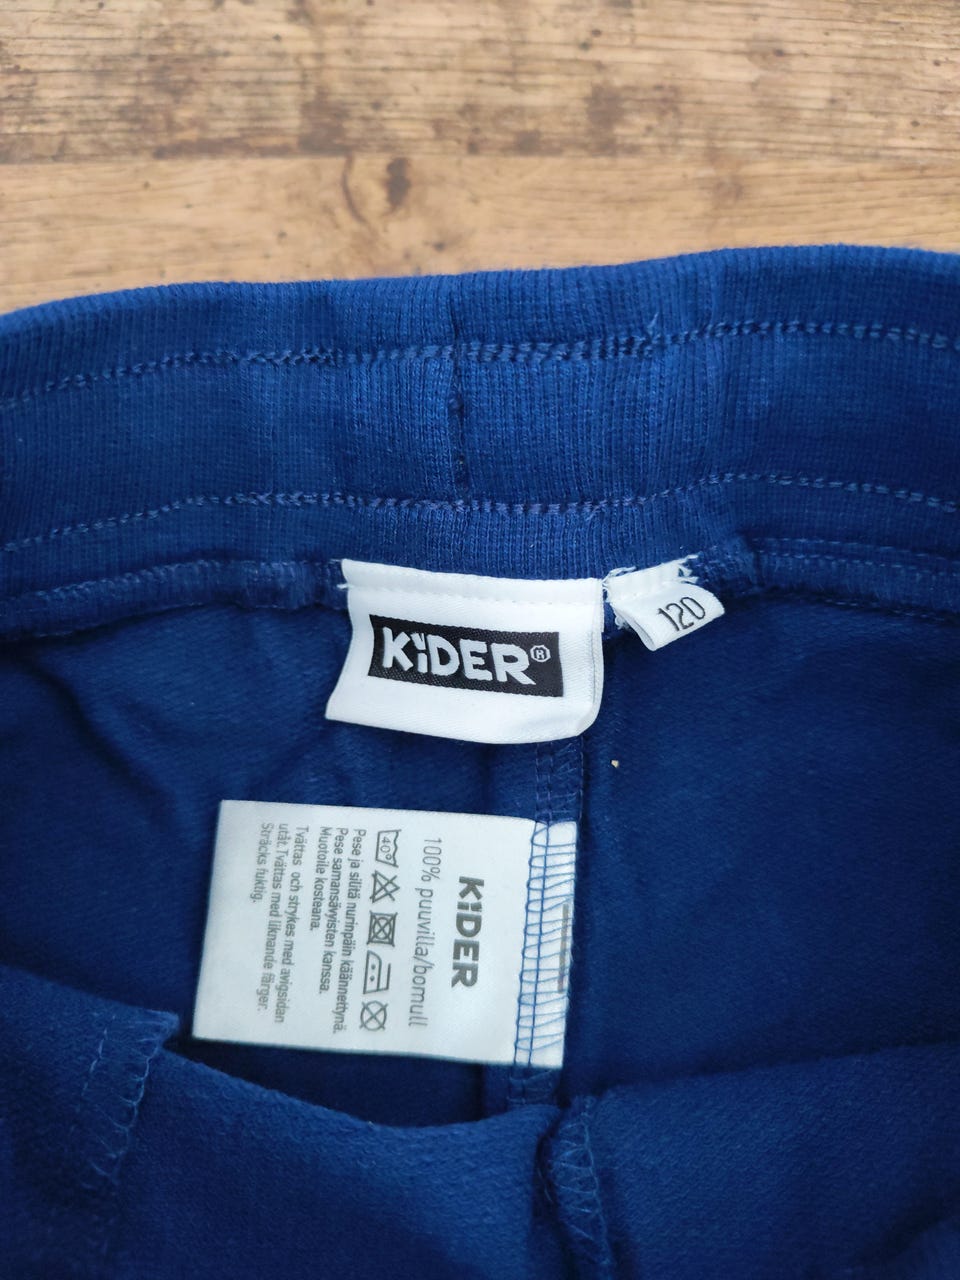 KiDER®
120
KiDER
100% puuvilla/bomull
40°
Pese ja silitä nurinpäin käännettynä.
Pese samansävyisten kanssa.
Muotoile kosteana.
Tvättas och strykes med avigsidan
utåt. Tvättas med liknande färger.
Sträcks fuktig.